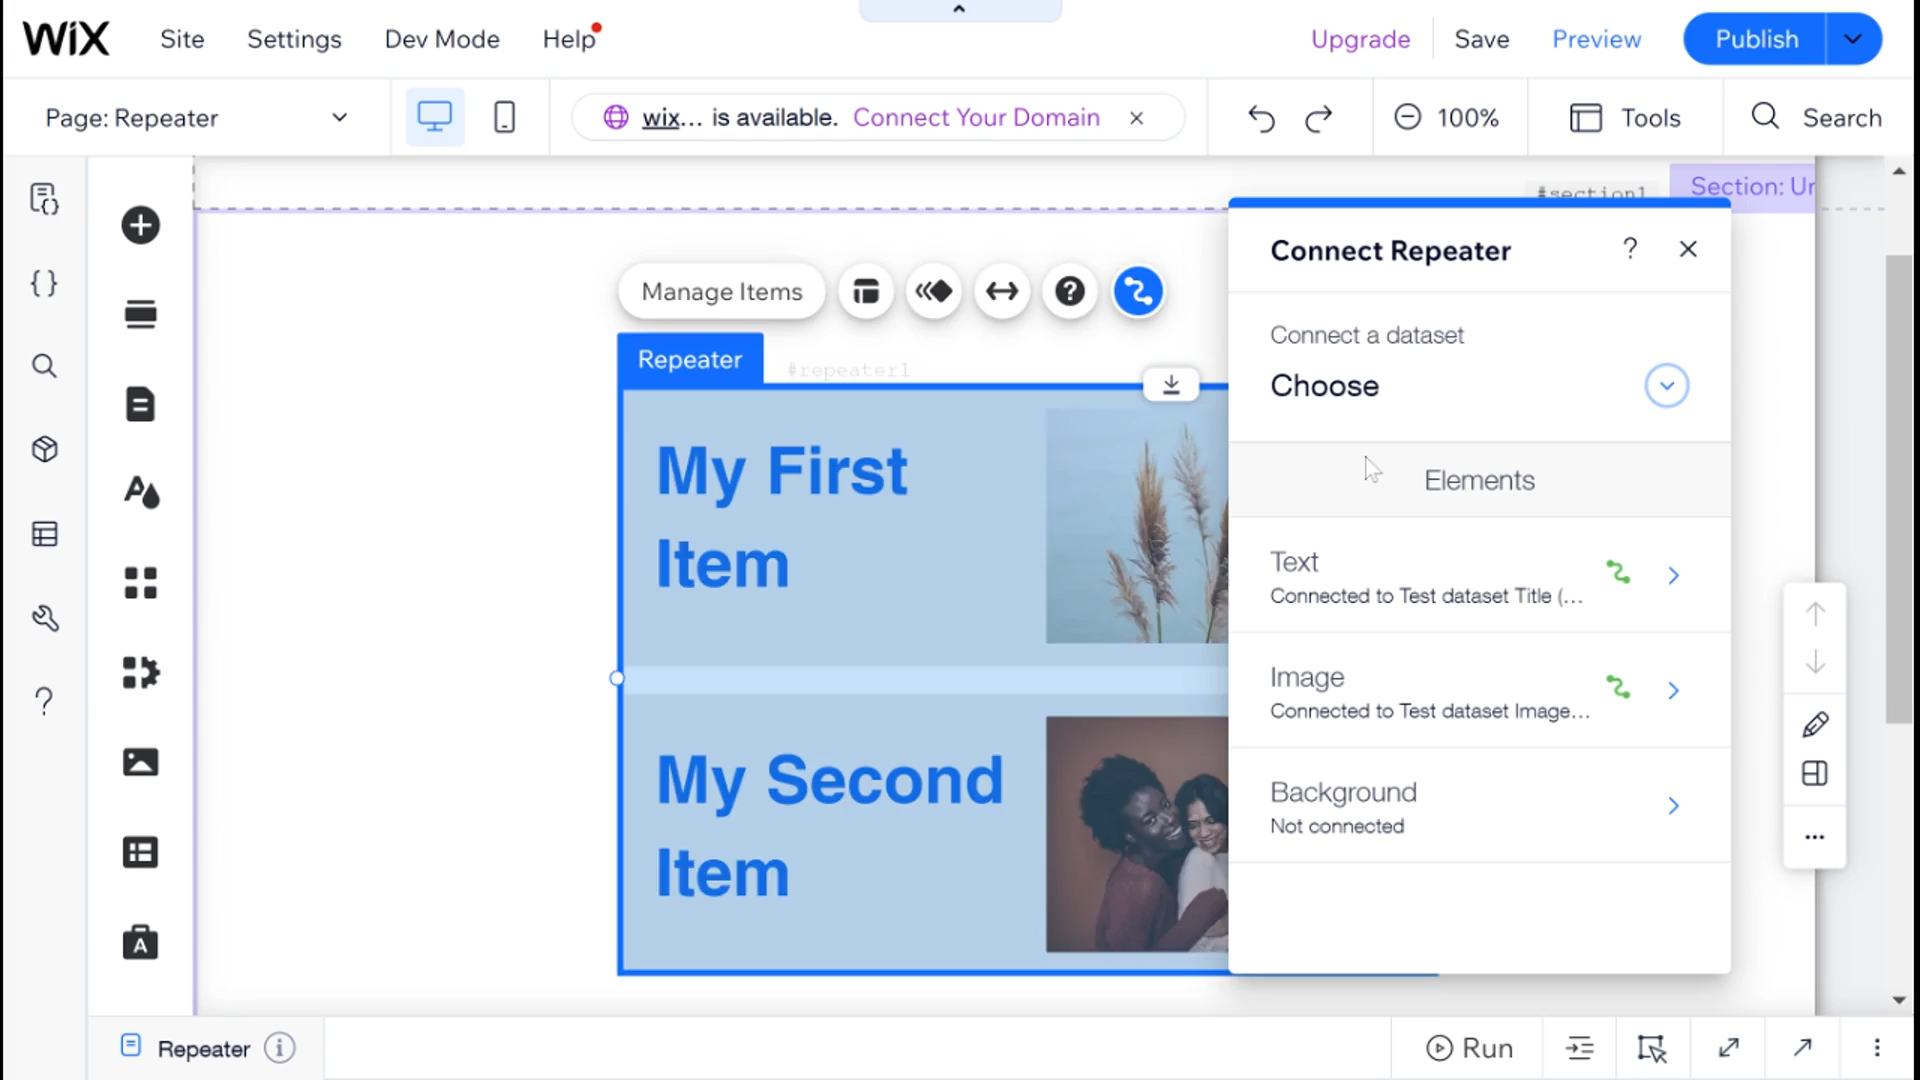 WiX
Site
Settings
Dev Mode
Help
Upgrade
Save
Preview
Publish
Page: Repeater
wix... is available. Connect Your Domain
100%
Tools
Search
#section1
Section: Un
Connect Repeater
?
Manage Items
Connect a dataset
Choose
Repeater
#repeater1
My First
Item
Elements
Text
Connected to Test dataset Title (...
Image
Connected to Test dataset Image...
My Second
Item
Background
Not connected
Repeater
Run